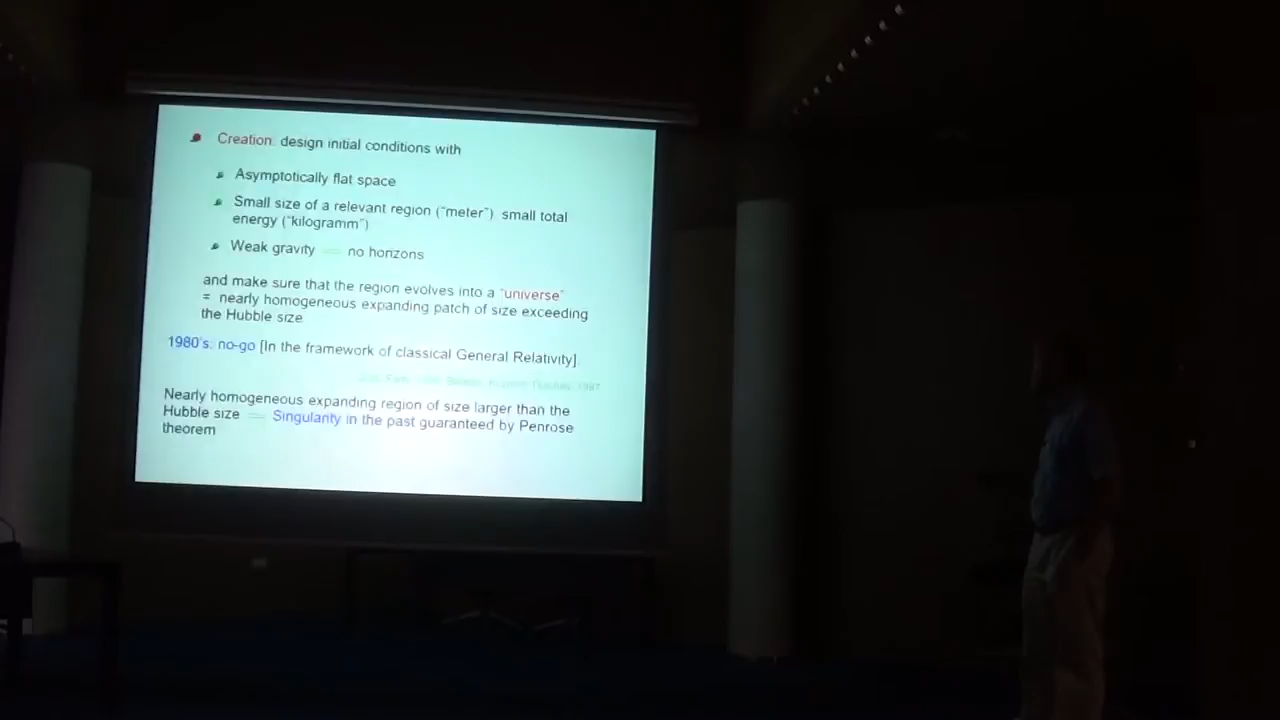 Creation: design initial conditions with
Asymptotically flat space
Small size of a relevant region ("meter") small total
energy ("kilogramm")
Weak gravity = no horizons
and make sure that the region evolves into a "universe"
= nearly homogeneous expanding patch of size exceeding
the Hubble size
1980's: no-go [In the framework of classical General Relativity].
1987
Nearly homogeneous expanding region of size larger than the
Hubble size = Singularity in the past guaranteed by Penrose
theorem